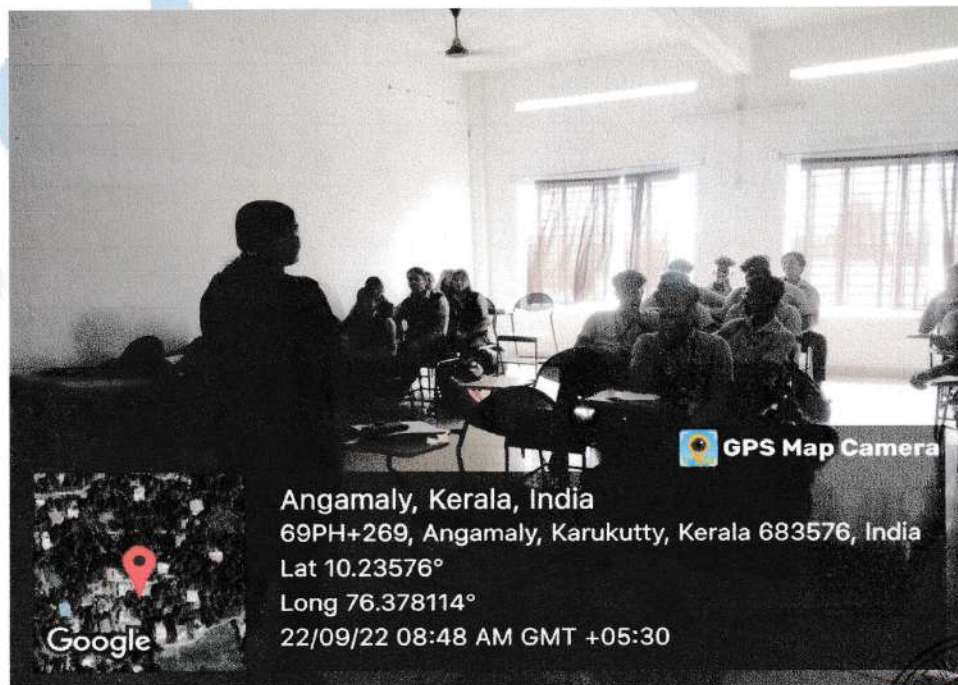 GPS Map Camera
Angamaly, Kerala, India
69PH+269, Angamaly, Karukutty, Kerala 683576, India
Lat 10.23576°
Long 76.378114°
22/09/22 08:48 AM GMT +05:30
Google